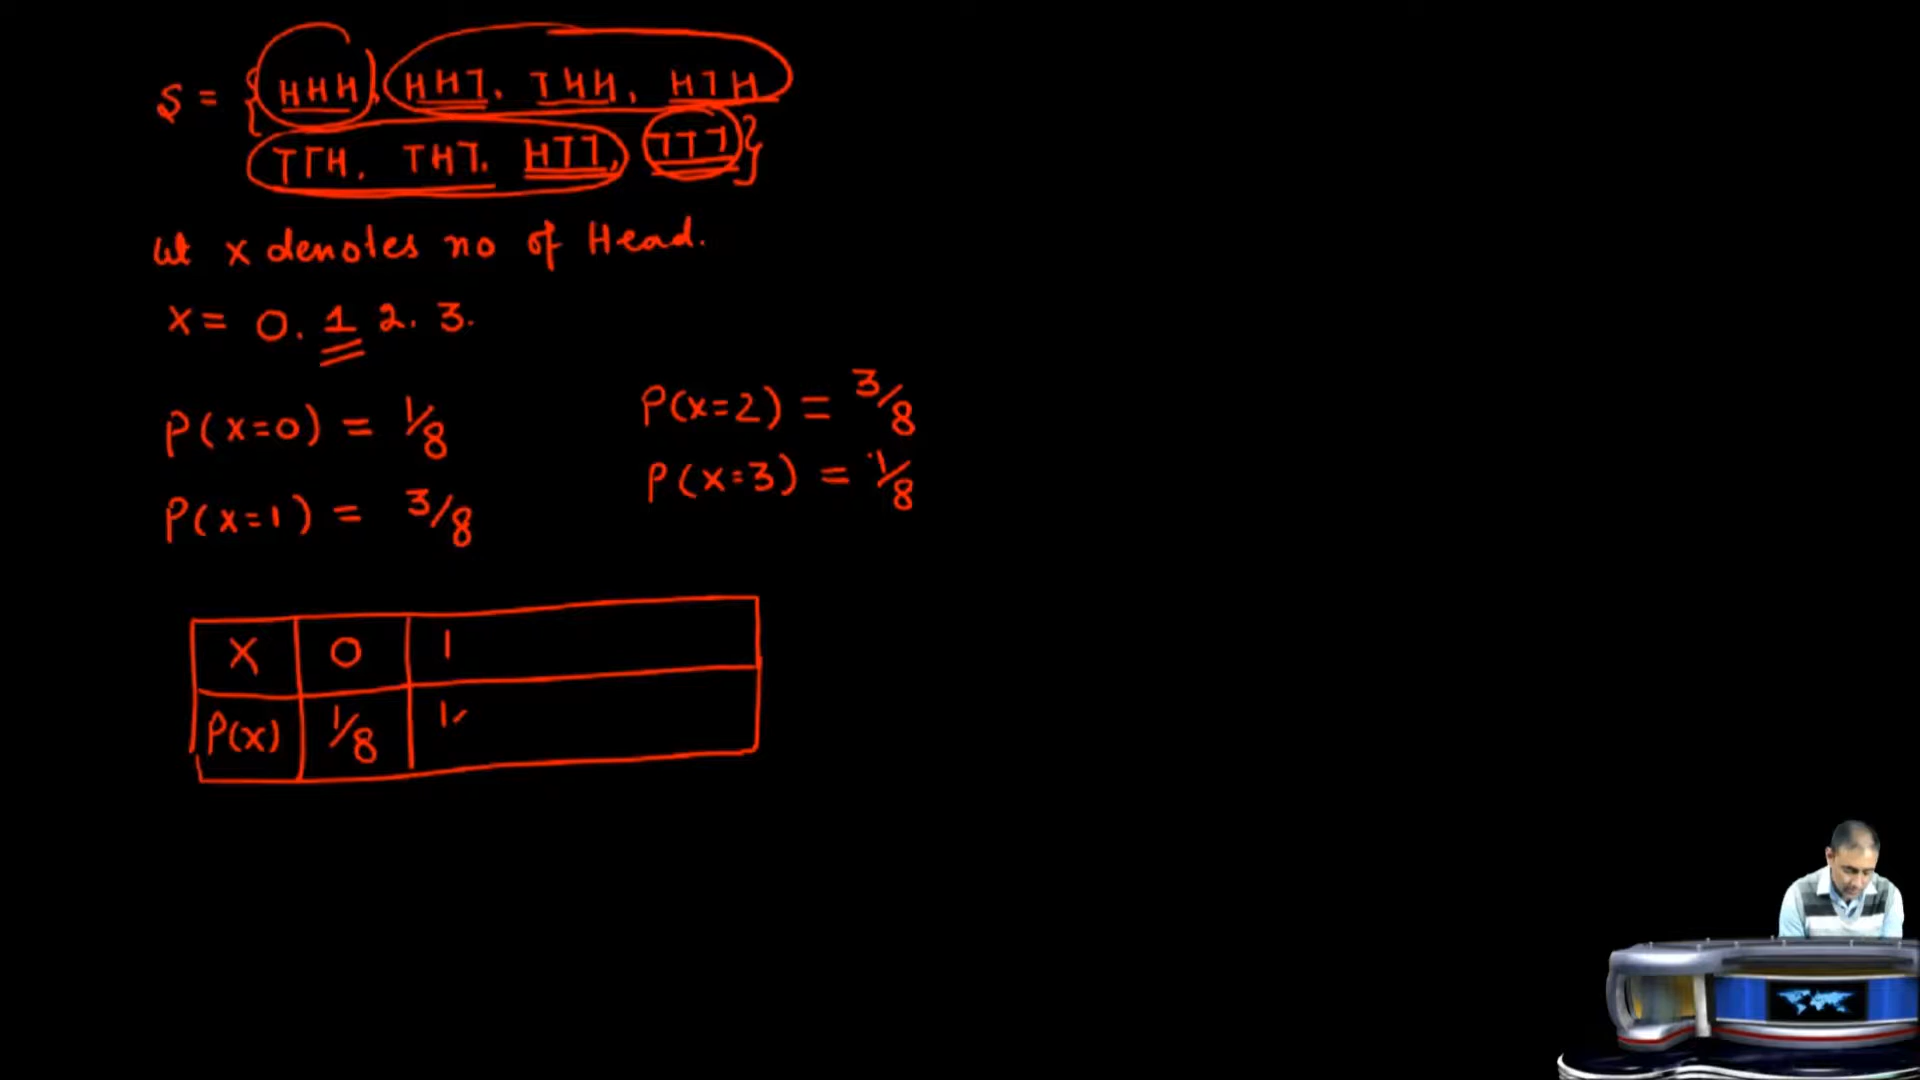 S = { HHH, HHT, THH, HTH
TTH, THT, HTT, TTT }
let x denotes no of Head.
x = 0. 1 2. 3.
P(x=0) = 1/8
P(x=1) = 3/8
P(x=2) = 3/8
P(x=3) = 1/8
X 0 1
P(x) 1/8 1